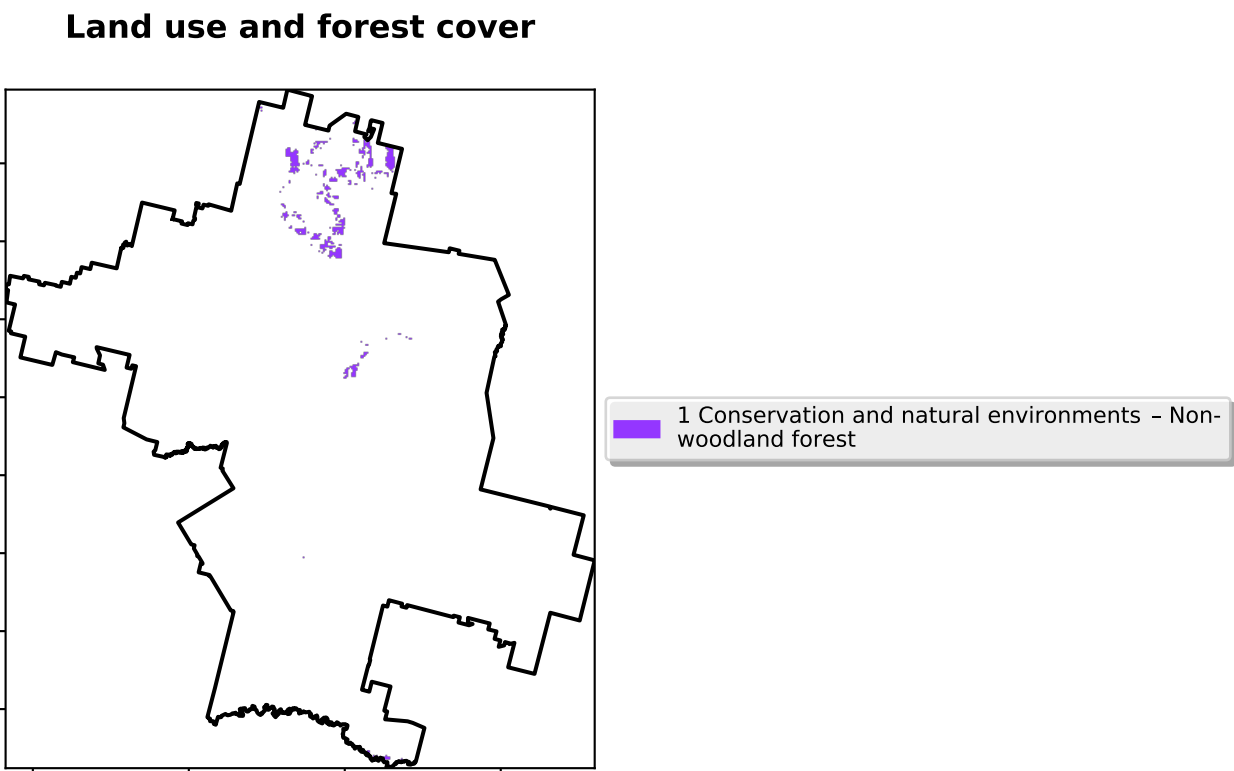 Land use and forest cover
1 Conservation and natural environments – Non-
woodland forest